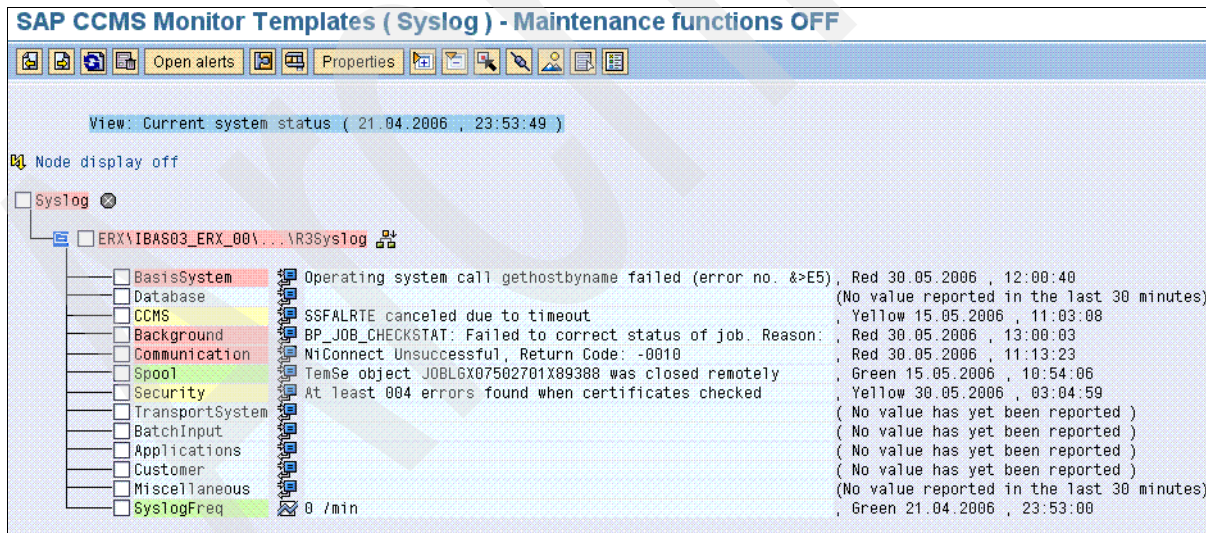 SAP CCMS Monitor Templates ( Syslog ) - Maintenance functions OFF
Open alerts Properties
View: Current system status ( 21.04.2006 , 23:53:49 )
Node display off
Syslog
ERX\IBAS03_ERX_00\...\R3Syslog
BasisSystem Operating system call gethostbyname failed (error no. &>E5), Red 30.05.2006 , 12:00:40
Database (No value reported in the last 30 minutes)
CCMS SSFALRTE canceled due to timeout , Yellow 15.05.2006 , 11:03:08
Background BP_JOB_CHECKSTAT: Failed to correct status of job. Reason: , Red 30.05.2006 , 13:00:03
Communication NiConnect Unsuccessful, Return Code: -0010 , Red 30.05.2006 , 11:13:23
Spool TemSe object JOBLGX07502701X89388 was closed remotely , Green 15.05.2006 , 10:54:06
Security At least 004 errors found when certificates checked , Yellow 30.05.2006 , 03:04:59
TransportSystem ( No value has yet been reported )
BatchInput ( No value has yet been reported )
Applications ( No value has yet been reported )
Customer ( No value has yet been reported )
Miscellaneous (No value reported in the last 30 minutes)
SyslogFreq 0 /min , Green 21.04.2006 , 23:53:00